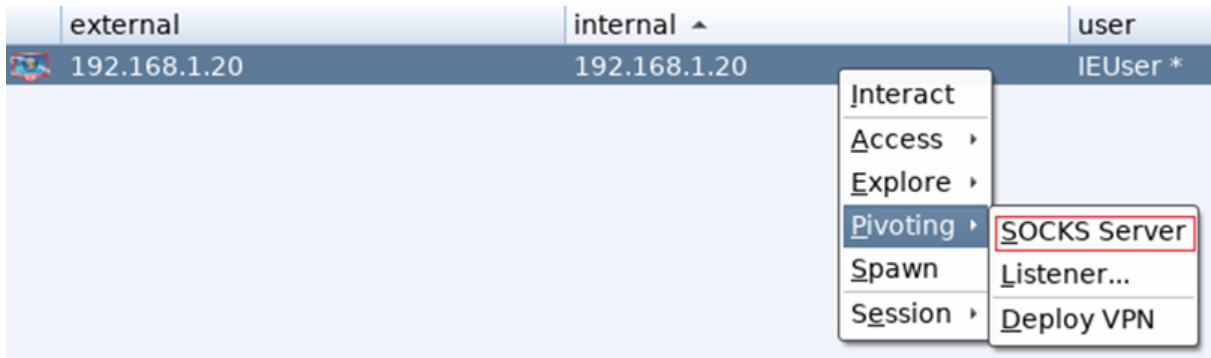 external internal user
192.168.1.20 192.168.1.20 IEUser *
Interact
Access
Explore
Pivoting
Spawn
Session
SOCKS Server
Listener...
Deploy VPN